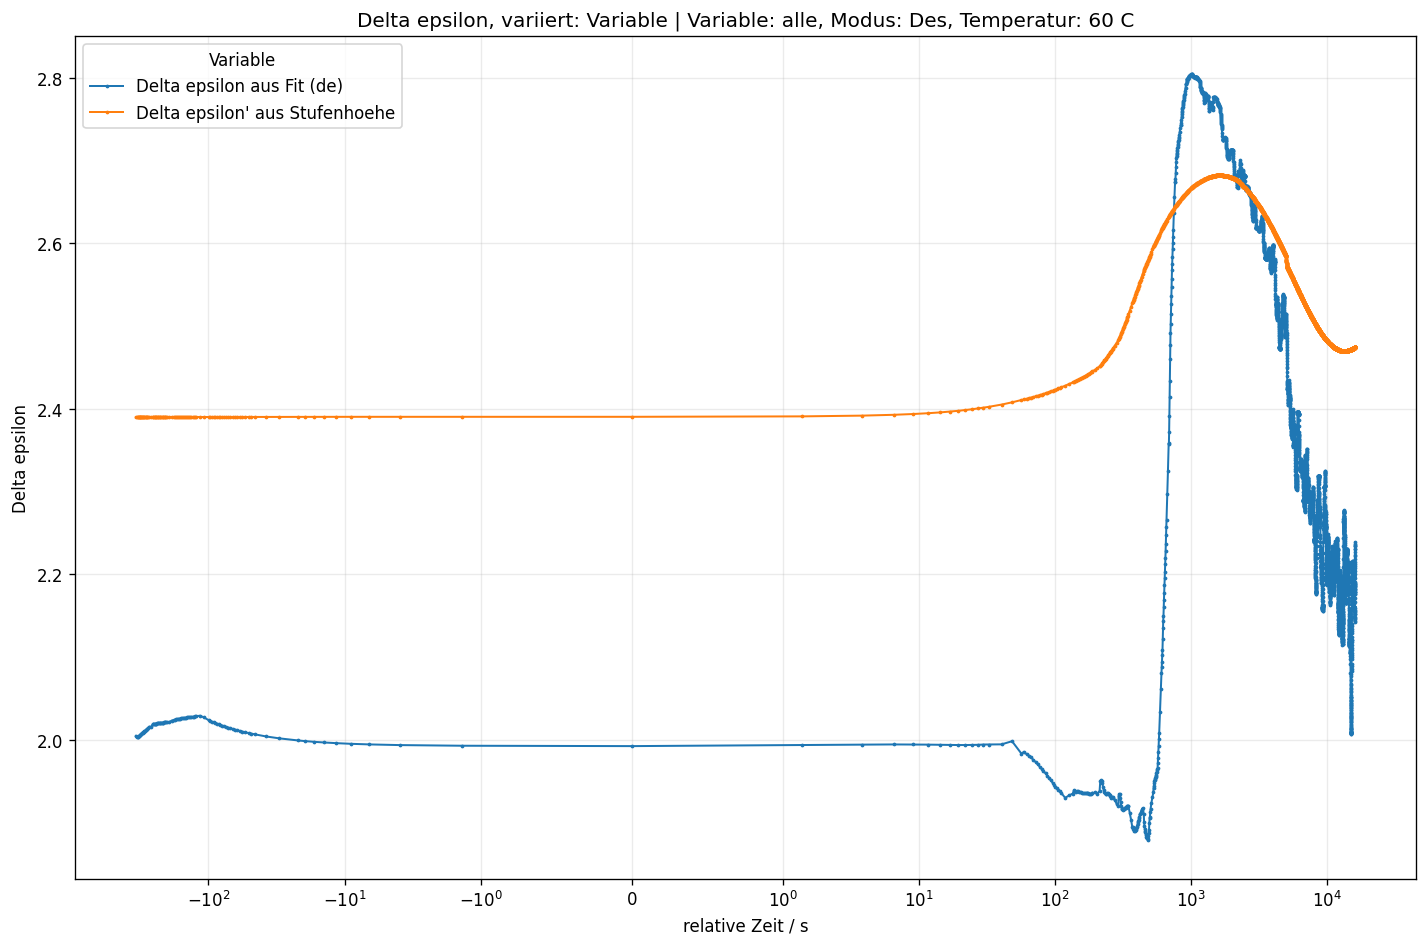 Delta epsilon, variiert: Variable | Variable: alle, Modus: Des, Temperatur: 60 C
Variable
Delta epsilon aus Fit (de)
Delta epsilon' aus Stufenhoehe
Delta epsilon
2.8
2.6
2.4
2.2
2.0
−10²
−10¹
−10⁰
0
10⁰
10¹
10²
10³
10⁴
relative Zeit / s